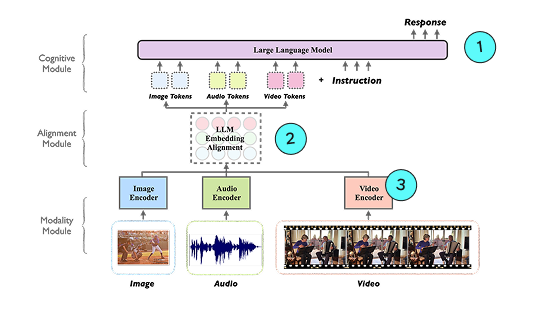 Response
1
Cognitive
Module
Large Language Model
Image Tokens
Audio Tokens
Video Tokens
+ Instruction
Alignment
Module
LLM
Embedding
Alignment
2
Modality
Module
Image
Encoder
Audio
Encoder
Video
Encoder
3
Image
Audio
Video